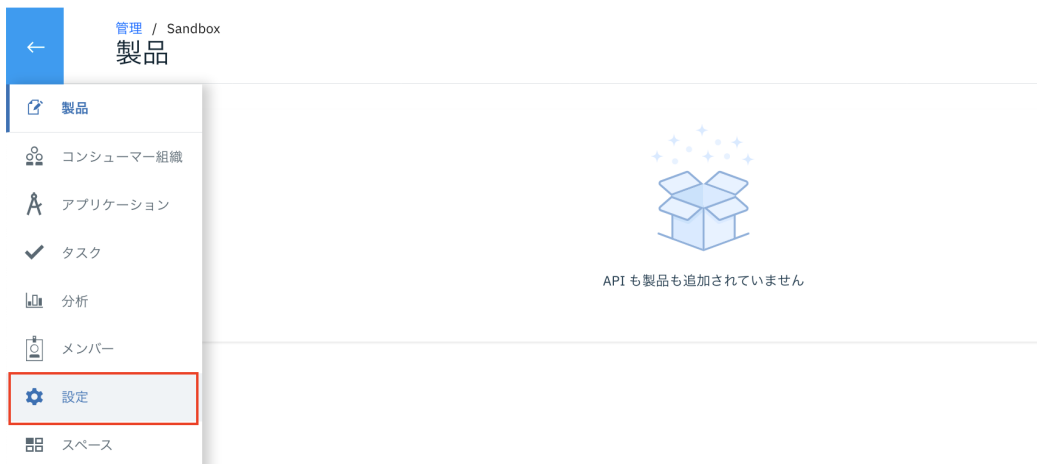 管理 / Sandbox
製品
製品
コンシューマー組織
アプリケーション
タスク
分析
メンバー
設定
スペース
API も製品も追加されていません